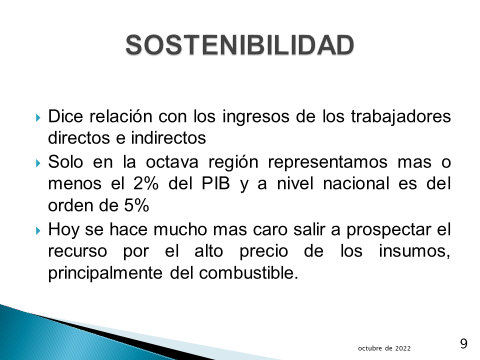 SOSTENIBILIDAD
Dice relación con los ingresos de los trabajadores
directos e indirectos
Solo en la octava región representamos mas o
menos el 2% del PIB y a nivel nacional es del
orden de 5%
Hoy se hace mucho mas caro salir a prospectar el
recurso por el alto precio de los insumos,
principalmente del combustible.
octubre de 2022
9